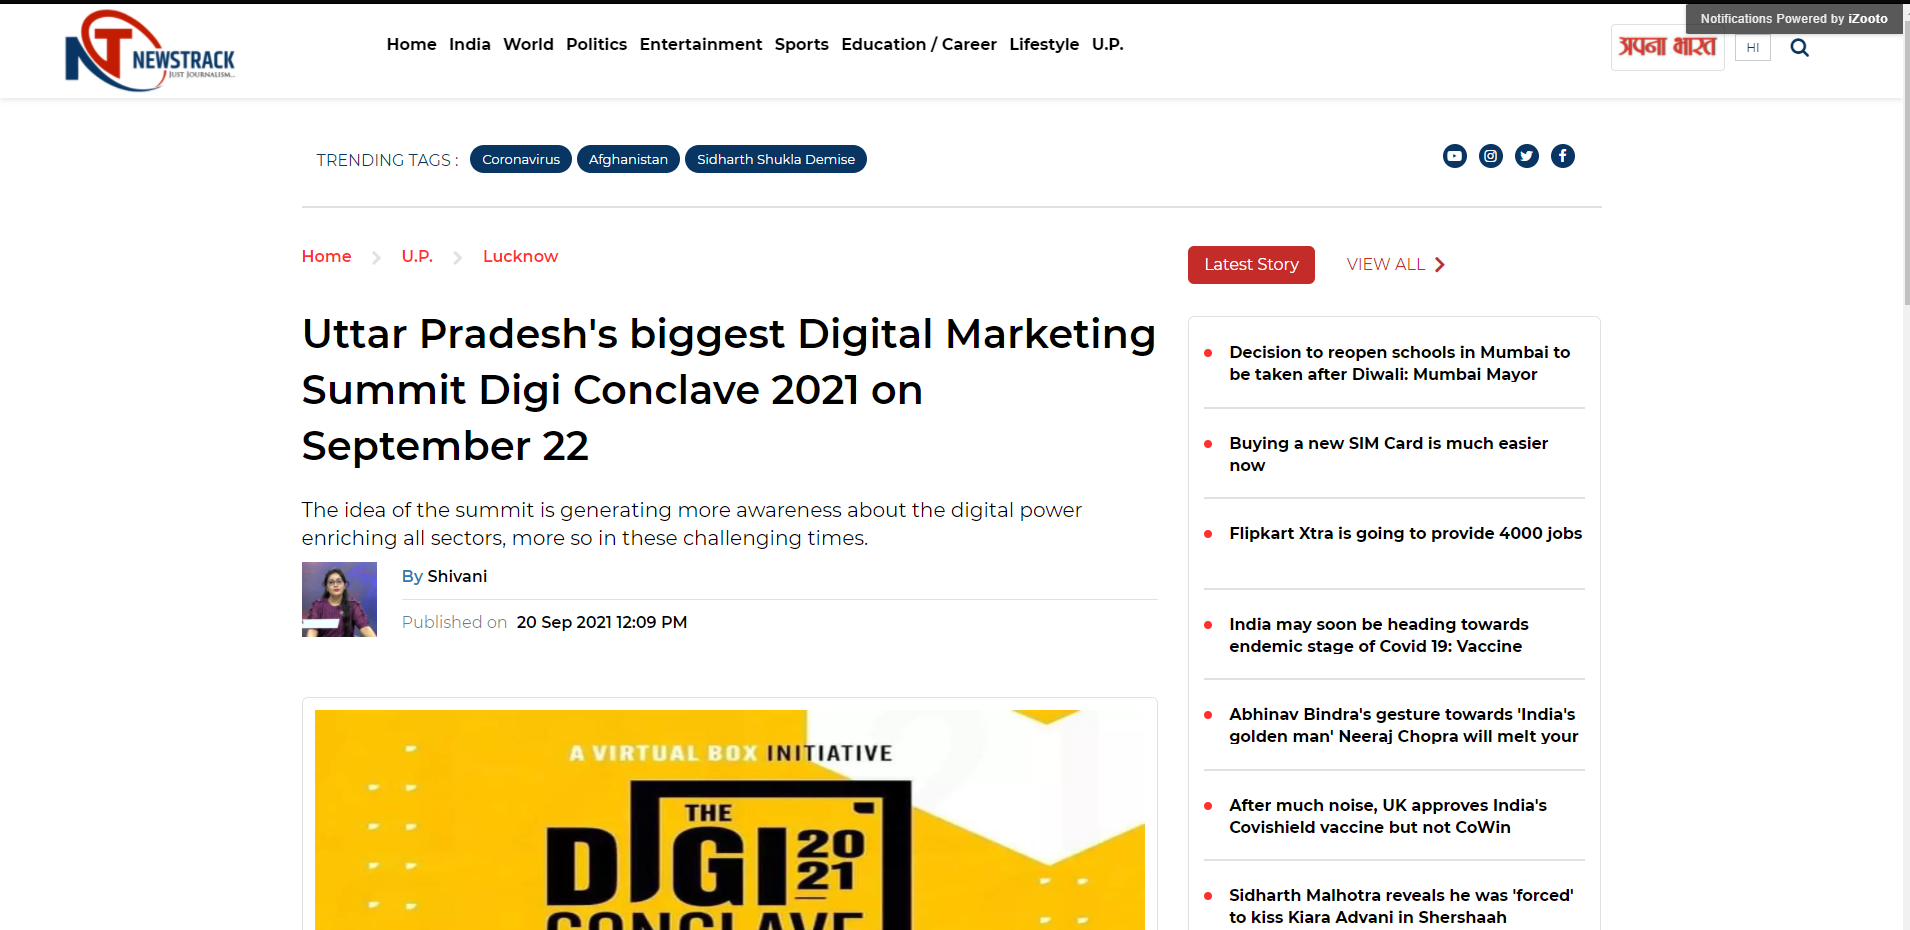 Notifications Powered by iZooto
NEWSTRACK
JUST JOURNALISM...
Home India World Politics Entertainment Sports Education / Career Lifestyle U.P.
अपना भारत
HI
TRENDING TAGS :
Coronavirus
Afghanistan
Sidharth Shukla Demise
Home
U.P.
Lucknow
Uttar Pradesh's biggest Digital Marketing
Summit Digi Conclave 2021 on
September 22
The idea of the summit is generating more awareness about the digital power
enriching all sectors, more so in these challenging times.
By Shivani
Published on 20 Sep 2021 12:09 PM
A VIRTUAL BOX INITIATIVE
THE
DIGI 2021
CONCLAVE
Latest Story
VIEW ALL
Decision to reopen schools in Mumbai to
be taken after Diwali: Mumbai Mayor
Buying a new SIM Card is much easier
now
Flipkart Xtra is going to provide 4000 jobs
India may soon be heading towards
endemic stage of Covid 19: Vaccine
Abhinav Bindra's gesture towards 'India's
golden man' Neeraj Chopra will melt your
After much noise, UK approves India's
Covishield vaccine but not CoWin
Sidharth Malhotra reveals he was 'forced'
to kiss Kiara Advani in Shershaah